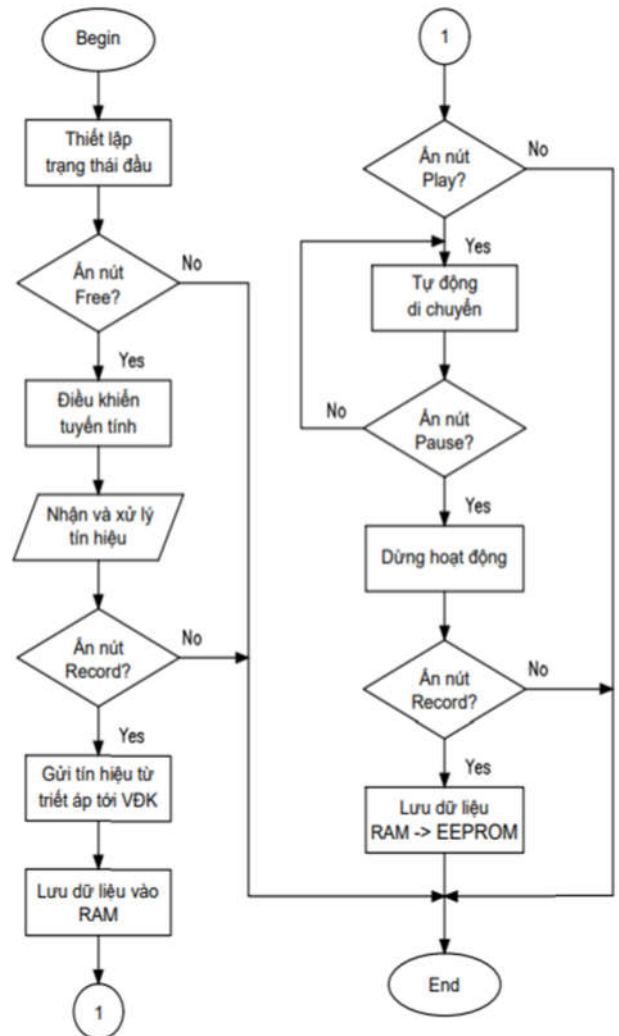 Begin
Thiết lập
trạng thái đầu
Ấn nút
Free?
No
Yes
Điều khiển
tuyến tính
Nhận và xử lý
tín hiệu
Ấn nút
Record?
No
Yes
Gửi tín hiệu từ
triết áp tới VĐK
Lưu dữ liệu vào
RAM
1
1
Ấn nút
Play?
No
Yes
Tự động
di chuyển
Ấn nút
Pause?
No
Yes
Dừng hoạt động
Ấn nút
Record?
No
Yes
Lưu dữ liệu
RAM -> EEPROM
End